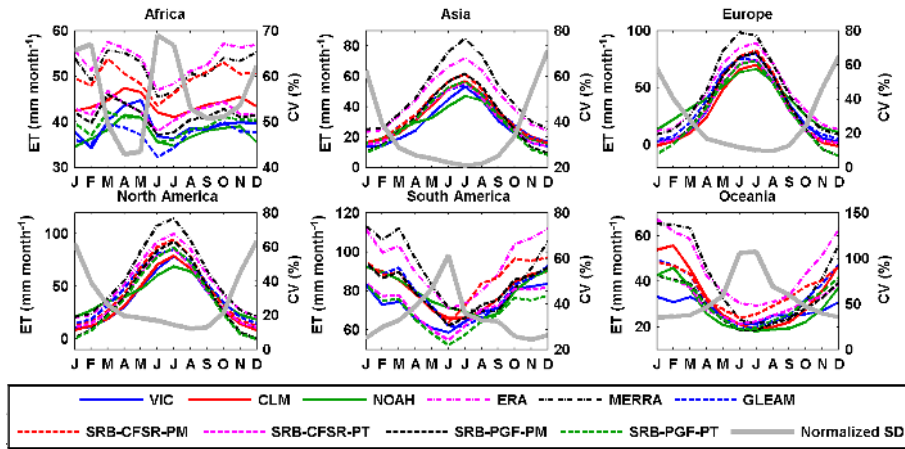 Africa
Asia
Europe
60
50
40
30
ET (mm month⁻¹)
70
60
50
40
CV (%)
J F M A M J J A S O N D
80
60
40
20
0
ET (mm month⁻¹)
80
60
40
20
CV (%)
J F M A M J J A S O N D
100
50
0
ET (mm month⁻¹)
80
60
40
20
0
CV (%)
J F M A M J J A S O N D
North America
South America
Oceania
100
50
0
ET (mm month⁻¹)
80
60
40
20
0
CV (%)
J F M A M J J A S O N D
120
100
80
60
ET (mm month⁻¹)
80
60
40
20
CV (%)
J F M A M J J A S O N D
60
40
20
ET (mm month⁻¹)
150
100
50
0
CV (%)
J F M A M J J A S O N D
VIC CLM NOAH ERA MERRA GLEAM
SRB-CFSR-PM SRB-CFSR-PT SRB-PGF-PM SRB-PGF-PT Normalized SD